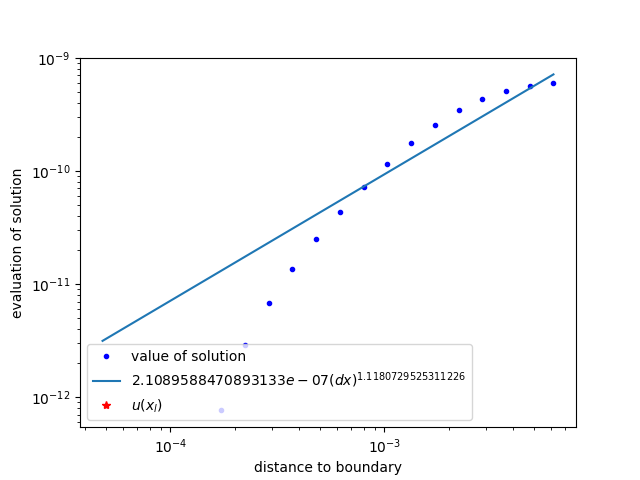 10⁻⁹
10⁻¹⁰
10⁻¹¹
10⁻¹²
evaluation of solution
value of solution
2.1089588470893133e − 07(dx)^1.1180729525311226
u(x_l)
10⁻⁴
10⁻³
distance to boundary